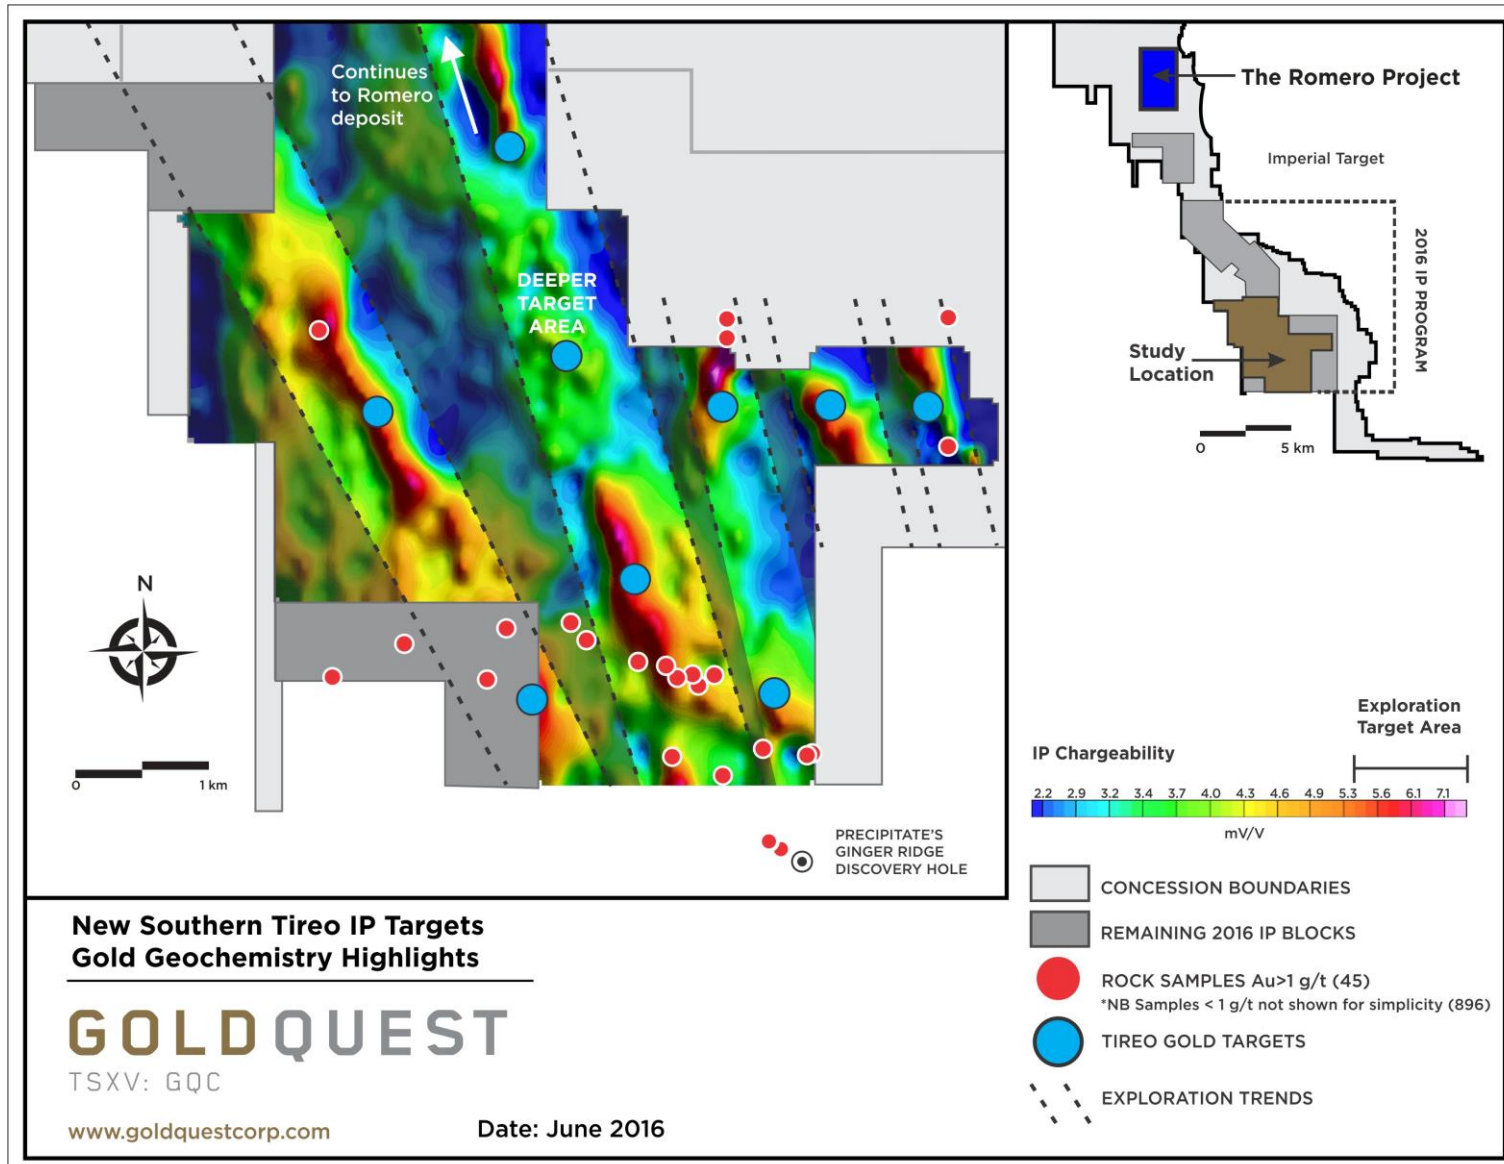 Continues
to Romero
deposit
DEEPER
TARGET
AREA
N
0 1 km
PRECIPITATE'S
GINGER RIDGE
DISCOVERY HOLE
The Romero Project
Imperial Target
2016 IP PROGRAM
Study
Location
0 5 km
Exploration
Target Area
IP Chargeability
2.2 2.9 3.2 3.4 3.7 4.0 4.3 4.6 4.9 5.3 5.6 6.1 7.1
mV/V
CONCESSION BOUNDARIES
REMAINING 2016 IP BLOCKS
ROCK SAMPLES Au>1 g/t (45)
*NB Samples < 1 g/t not shown for simplicity (896)
TIREO GOLD TARGETS
EXPLORATION TRENDS
New Southern Tireo IP Targets
Gold Geochemistry Highlights
GOLDQUEST
TSXV: GQC
www.goldquestcorp.com
Date: June 2016